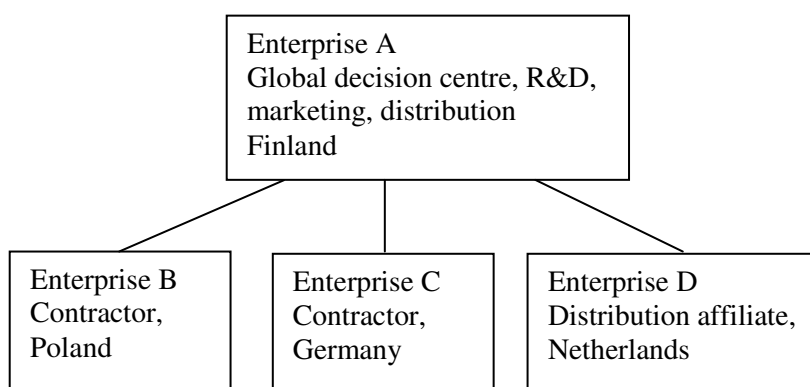 Enterprise A
Global decision centre, R&D,
marketing, distribution
Finland
Enterprise B
Contractor,
Poland
Enterprise C
Contractor,
Germany
Enterprise D
Distribution affiliate,
Netherlands